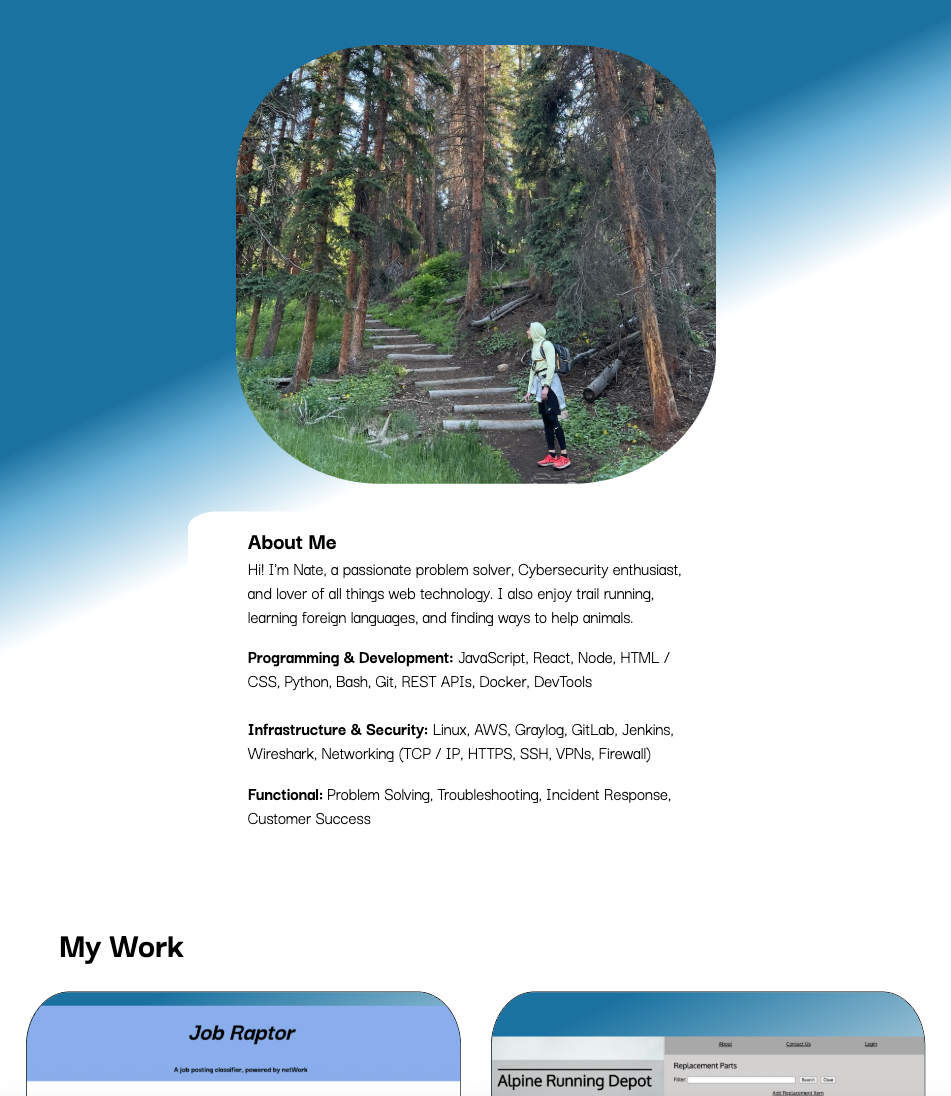 About Me
Hi! I'm Nate, a passionate problem solver, Cybersecurity enthusiast,
and lover of all things web technology. I also enjoy trail running,
learning foreign languages, and finding ways to help animals.
Programming & Development: JavaScript, React, Node, HTML /
CSS, Python, Bash, Git, REST APIs, Docker, DevTools
Infrastructure & Security: Linux, AWS, Graylog, GitLab, Jenkins,
Wireshark, Networking (TCP / IP, HTTPS, SSH, VPNs, Firewall)
Functional: Problem Solving, Troubleshooting, Incident Response,
Customer Success
My Work
Job Raptor
A job posting classifier, powered by netWork
About Contact Us Login
Alpine Running Depot
Replacement Parts
Filter: Search Clear
Add Replacement Item